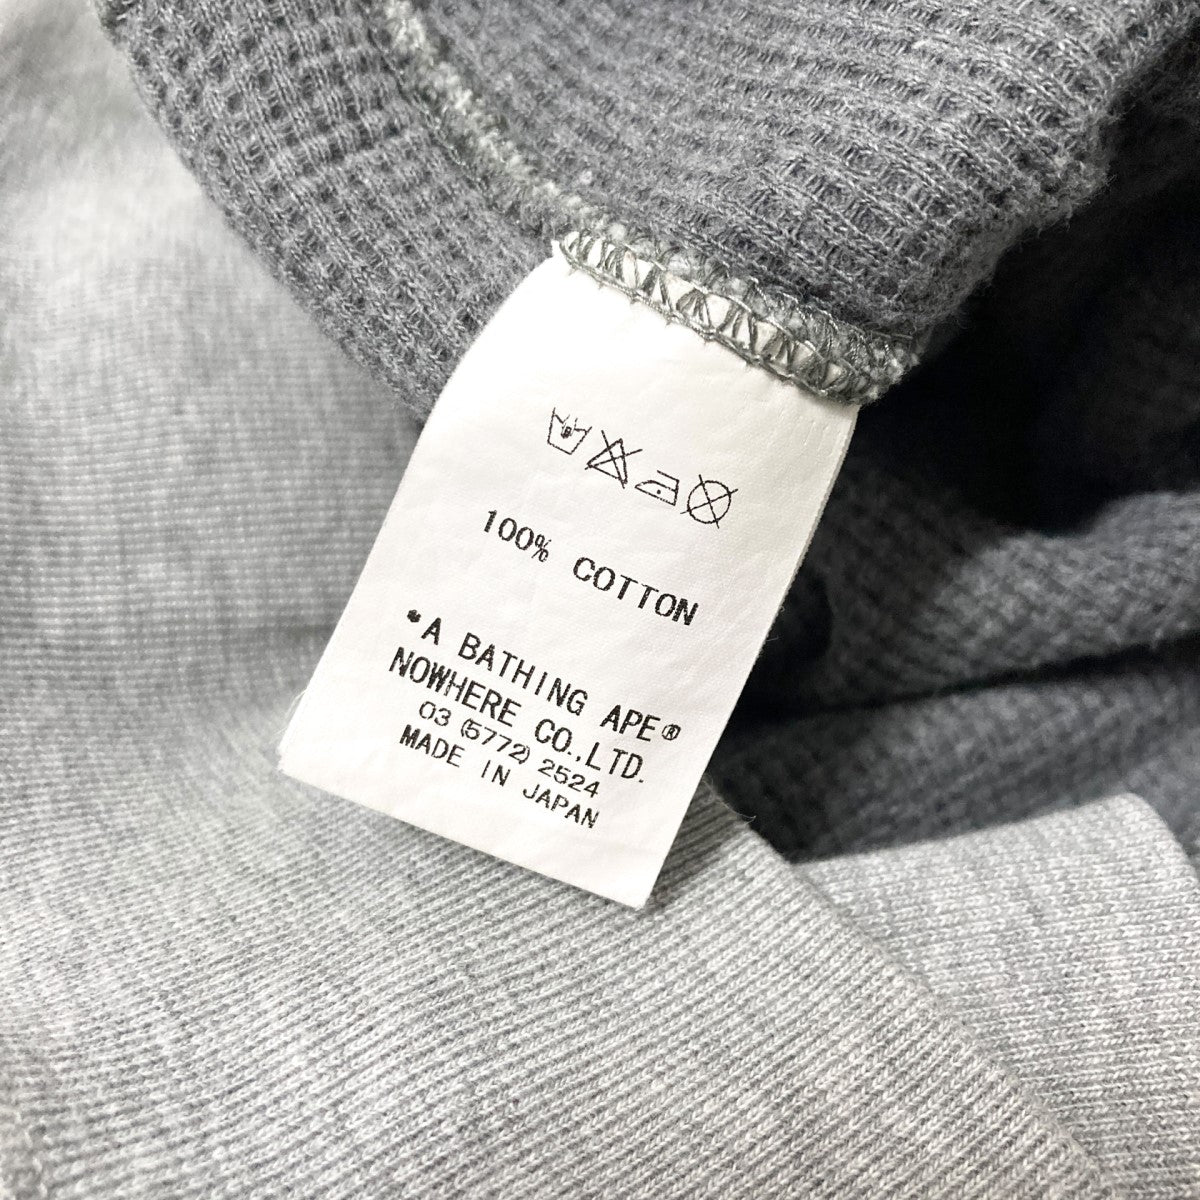 100% COTTON
A BATHING APE®
NOWHERE CO.,LTD.
03 (5772) 2524
MADE IN JAPAN